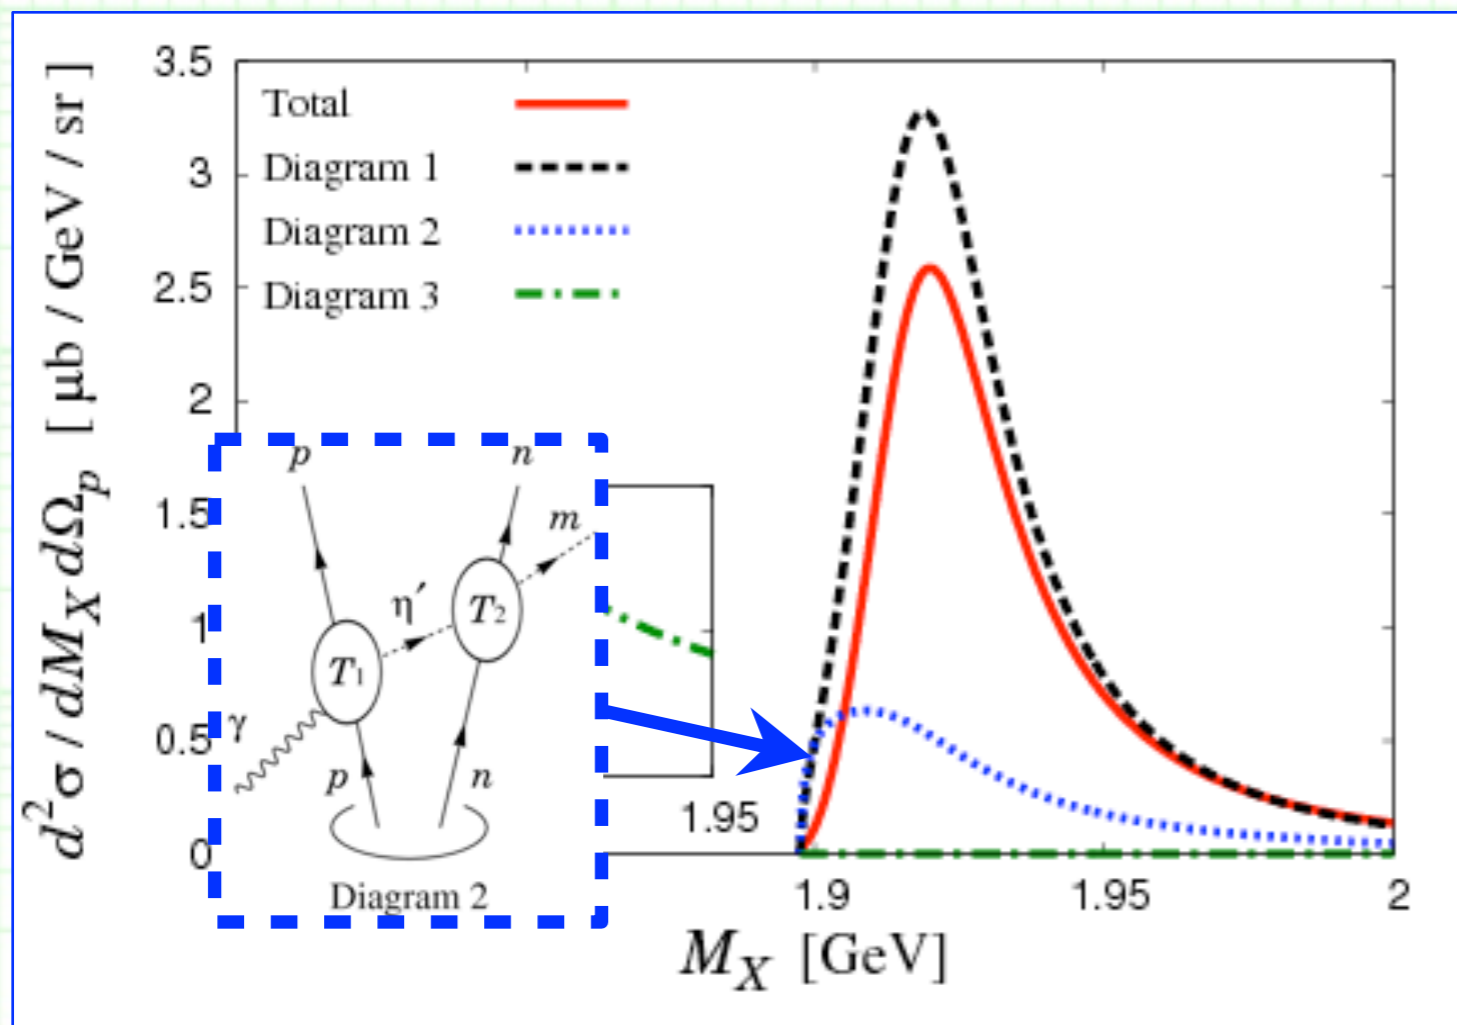 d²σ / dM_X dΩ_p [ μb / GeV / sr ]
3.5
3
2.5
2
1.5
1
0.5
0
Total
Diagram 1
Diagram 2
Diagram 3
p n
m
η′
T₂
T₁
γ
p n
Diagram 2
1.95
1.9 1.95 2
M_X [GeV]